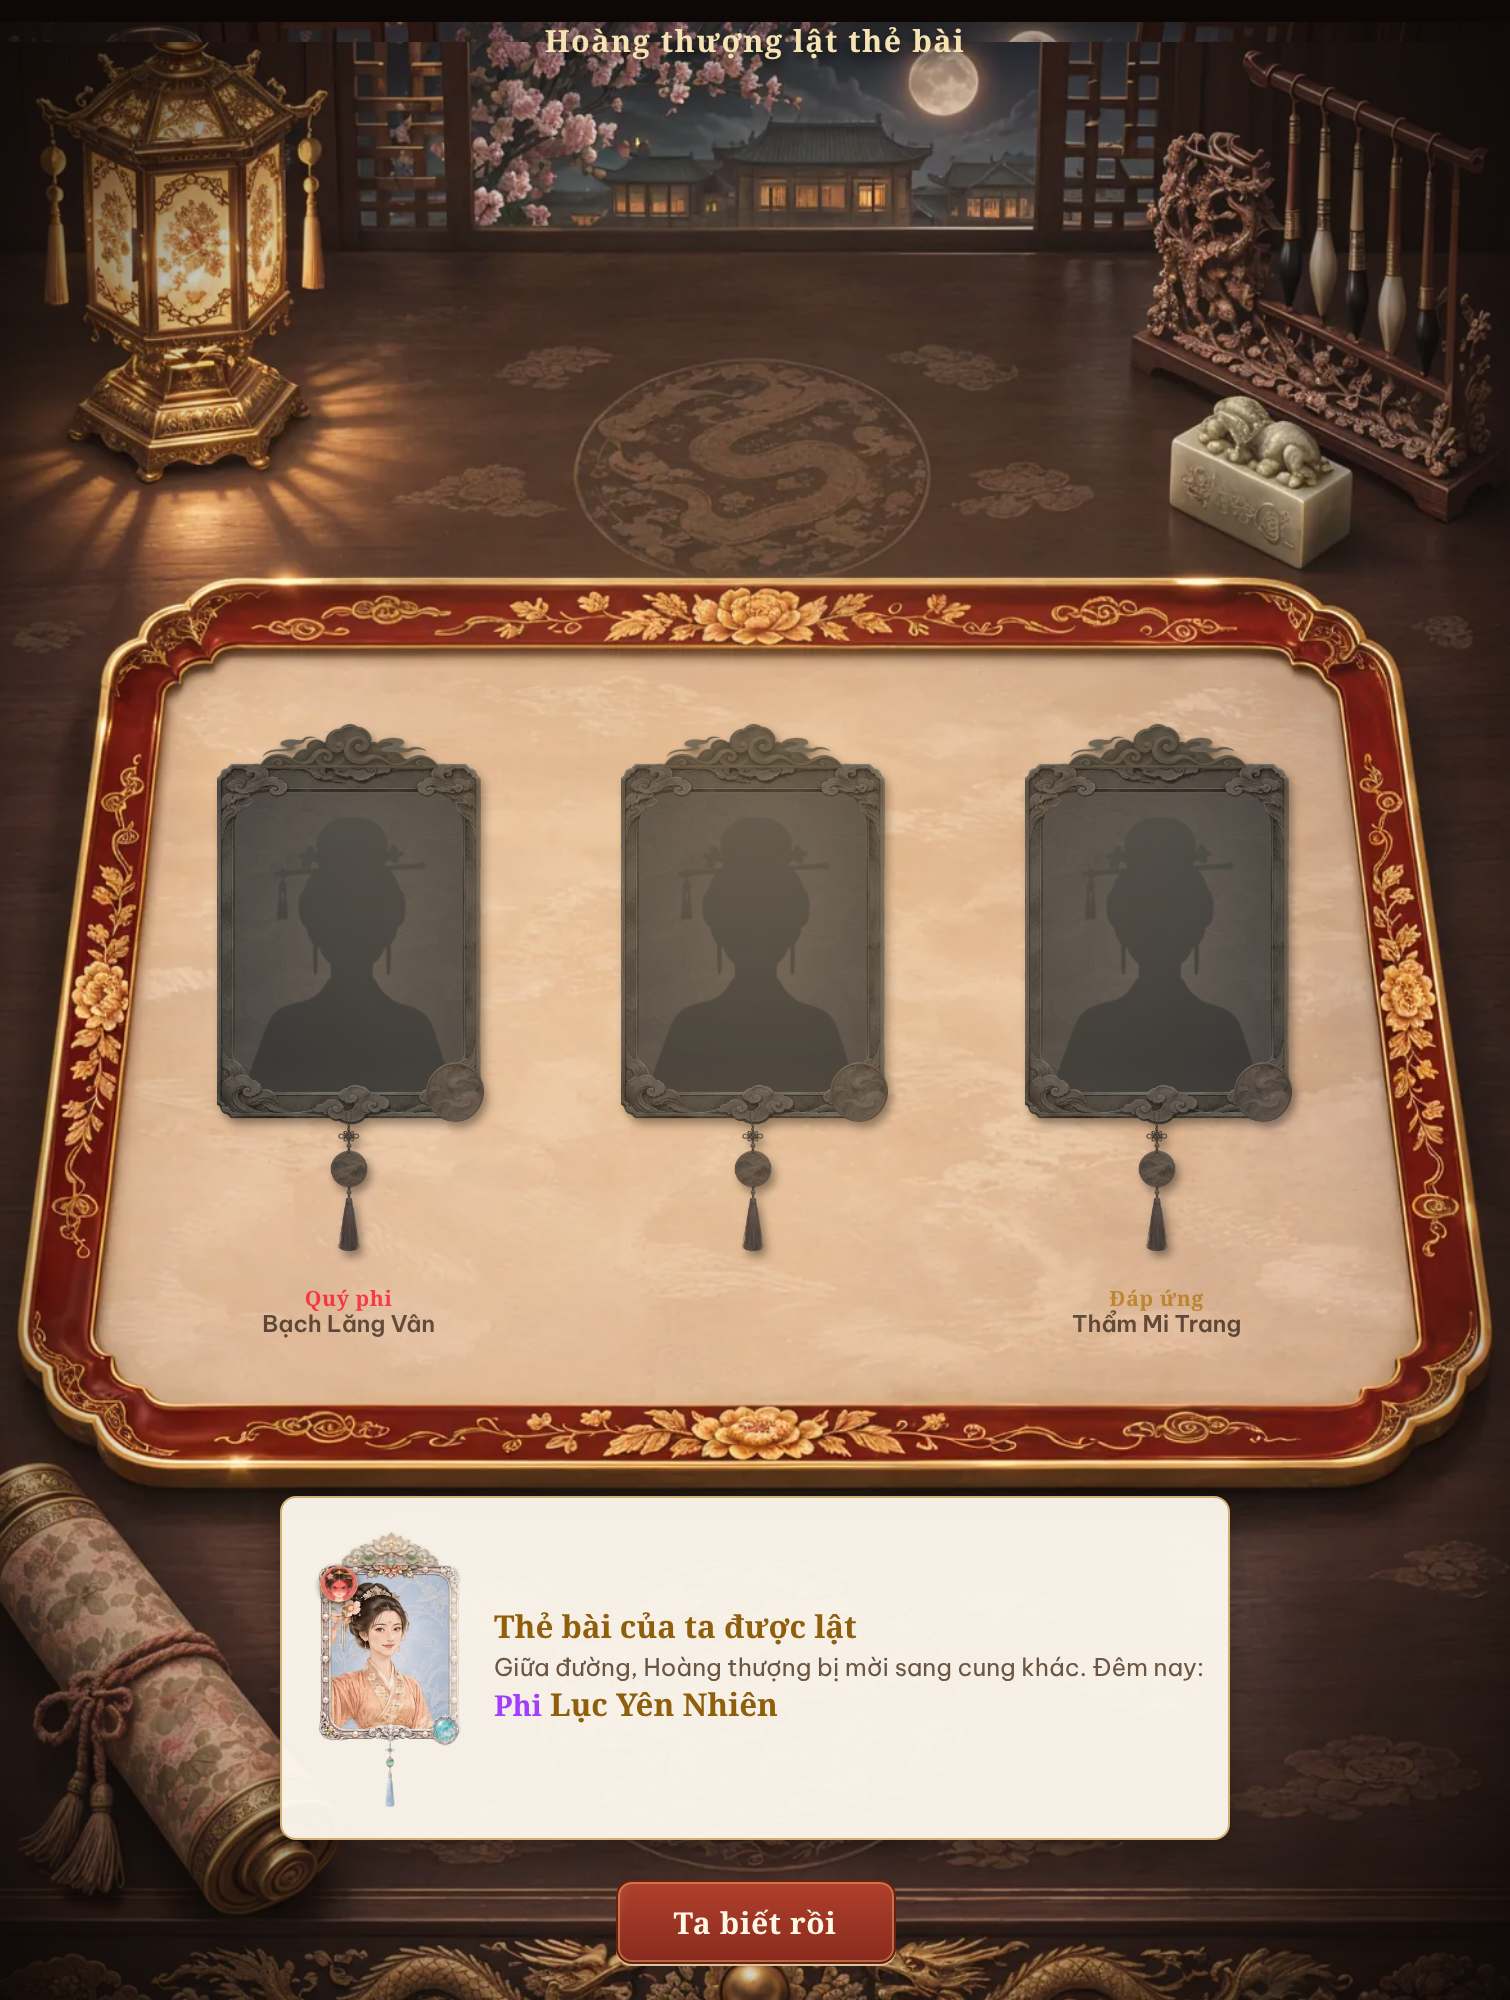 Hoàng thượng lật thẻ bài
Quý phi
Bạch Lăng Vân
Đáp ứng
Thẩm Mi Trang
Thẻ bài của ta được lật
Giữa đường, Hoàng thượng bị mời sang cung khác. Đêm nay:
Phi Lục Yên Nhiên
Ta biết rồi